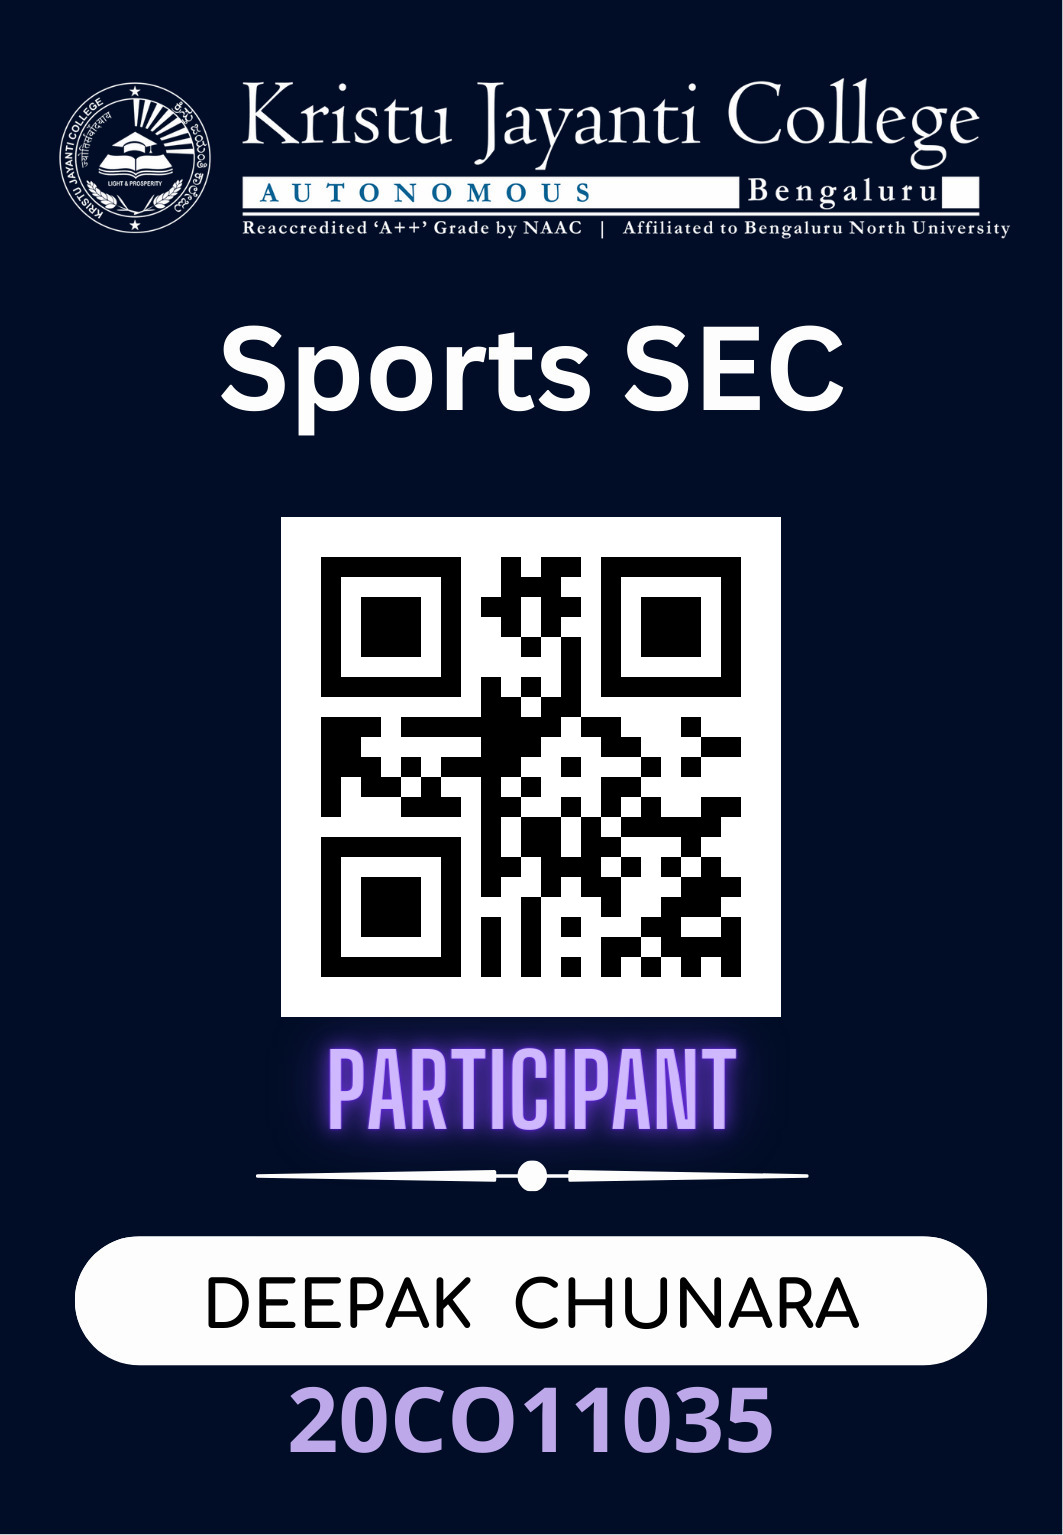 KRISTU JAYANTI COLLEGE
LIGHT & PROSPERITY
Kristu Jayanti College
AUTONOMOUS Bengaluru
Reaccredited ‘A++’ Grade by NAAC | Affiliated to Bengaluru North University
Sports SEC
PARTICIPANT
DEEPAK CHUNARA
20CO11035